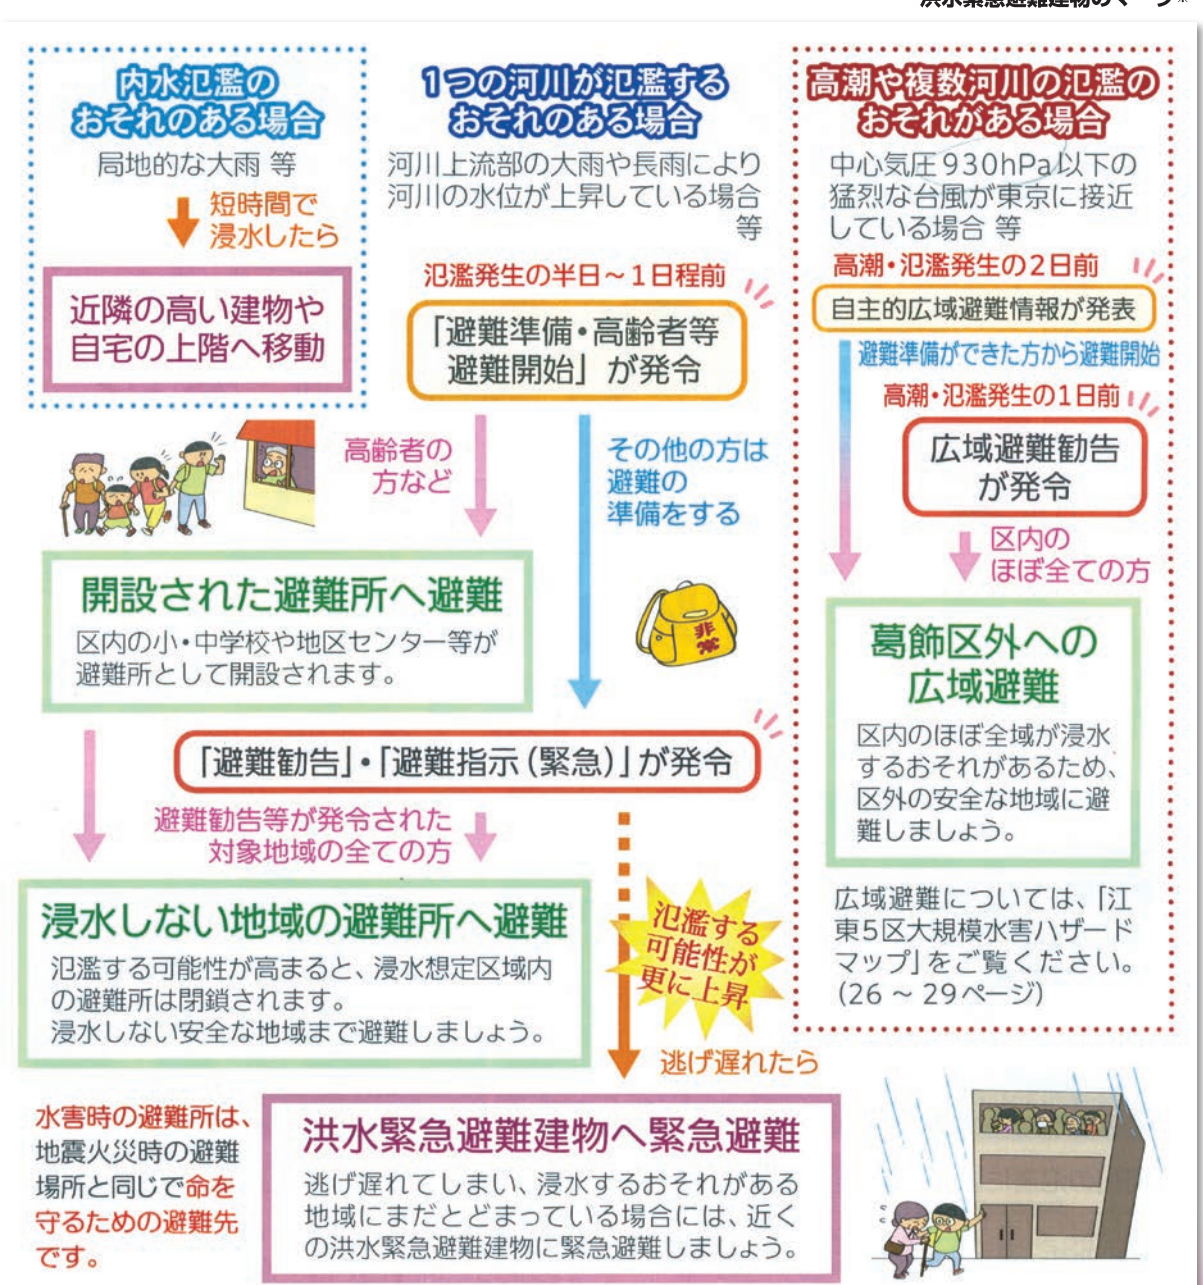 内水氾濫の
おそれのある場合
局地的な大雨 等
短時間で
浸水したら
近隣の高い建物や
自宅の上階へ移動
1つの河川が氾濫する
おそれのある場合
河川上流部の大雨や長雨により
河川の水位が上昇している場合
等
氾濫発生の半日～1日程前
「避難準備・高齢者等
避難開始」が発令
高齢者の
方など
その他の方は
避難の
準備をする
開設された避難所へ避難
区内の小・中学校や地区センター等が
避難所として開設されます。
非常
「避難勧告」・「避難指示(緊急)」が発令
避難勧告等が発令された
対象地域の全ての方
浸水しない地域の避難所へ避難
氾濫する可能性が高まると、浸水想定区域内
の避難所は閉鎖されます。
浸水しない安全な地域まで避難しましょう。
氾濫する
可能性が
更に上昇
逃げ遅れたら
高潮や複数河川の氾濫の
おそれがある場合
中心気圧930hPa以下の
猛烈な台風が東京に接近
している場合 等
高潮・氾濫発生の2日前
自主的広域避難情報が発表
避難準備ができた方から避難開始
高潮・氾濫発生の1日前
広域避難勧告
が発令
区内の
ほぼ全ての方
葛飾区外への
広域避難
区内のほぼ全域が浸水
するおそれがあるため、
区外の安全な地域に避
難しましょう。
広域避難については、「江
東5区大規模水害ハザード
マップ」をご覧ください。
(26 ～ 29ページ)
水害時の避難所は、
地震火災時の避難
場所と同じで命を
守るための避難先
です。
洪水緊急避難建物へ緊急避難
逃げ遅れてしまい、浸水するおそれがある
地域にまだとどまっている場合には、近く
の洪水緊急避難建物に緊急避難しましょう。